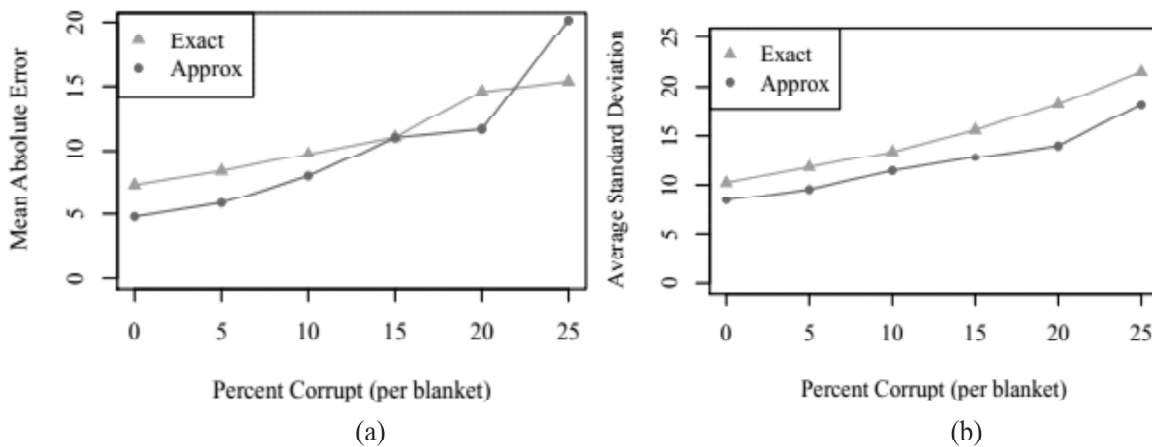 Mean Absolute Error
20
15
10
5
0
Exact
Approx
0 5 10 15 20 25
Percent Corrupt (per blanket)
(a)
Average Standard Deviation
25
20
15
10
5
0
Exact
Approx
0 5 10 15 20 25
Percent Corrupt (per blanket)
(b)